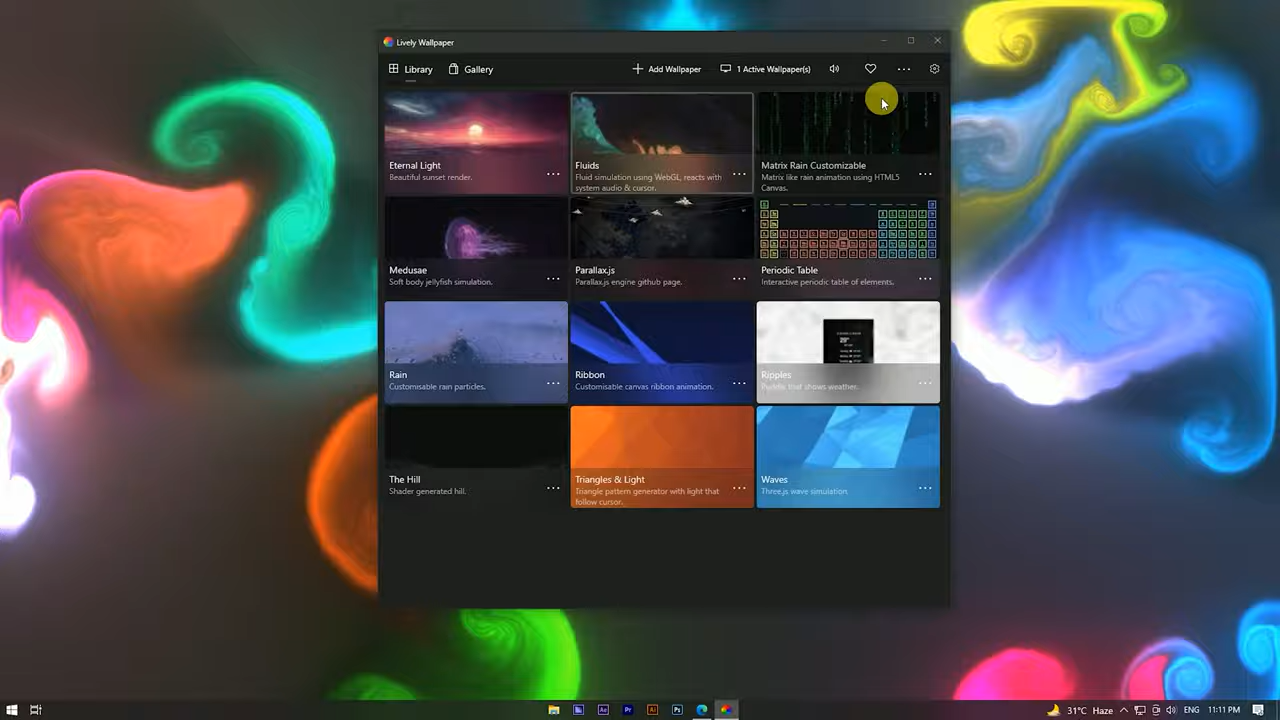 Lively Wallpaper
Library
Gallery
Add Wallpaper
1 Active Wallpaper(s)
Eternal Light
Beautiful sunset render.
Fluids
Fluid simulation using WebGL, reacts with
system audio & cursor.
Matrix Rain Customizable
Matrix like rain animation using HTML5
Canvas.
Medusae
Soft body jellyfish simulation.
Parallax.js
Parallax.js engine github page.
Periodic Table
Interactive periodic table of elements.
Rain
Customisable rain particles.
Ribbon
Customisable canvas ribbon animation.
Ripples
that shows weather.
The Hill
Shader generated hill.
Triangles & Light
Triangle pattern generator with light that
follow cursor.
Waves
Three.js wave simulation.
Ae
Pr
Ai
Ps
31°C Haze
ENG
11:11 PM